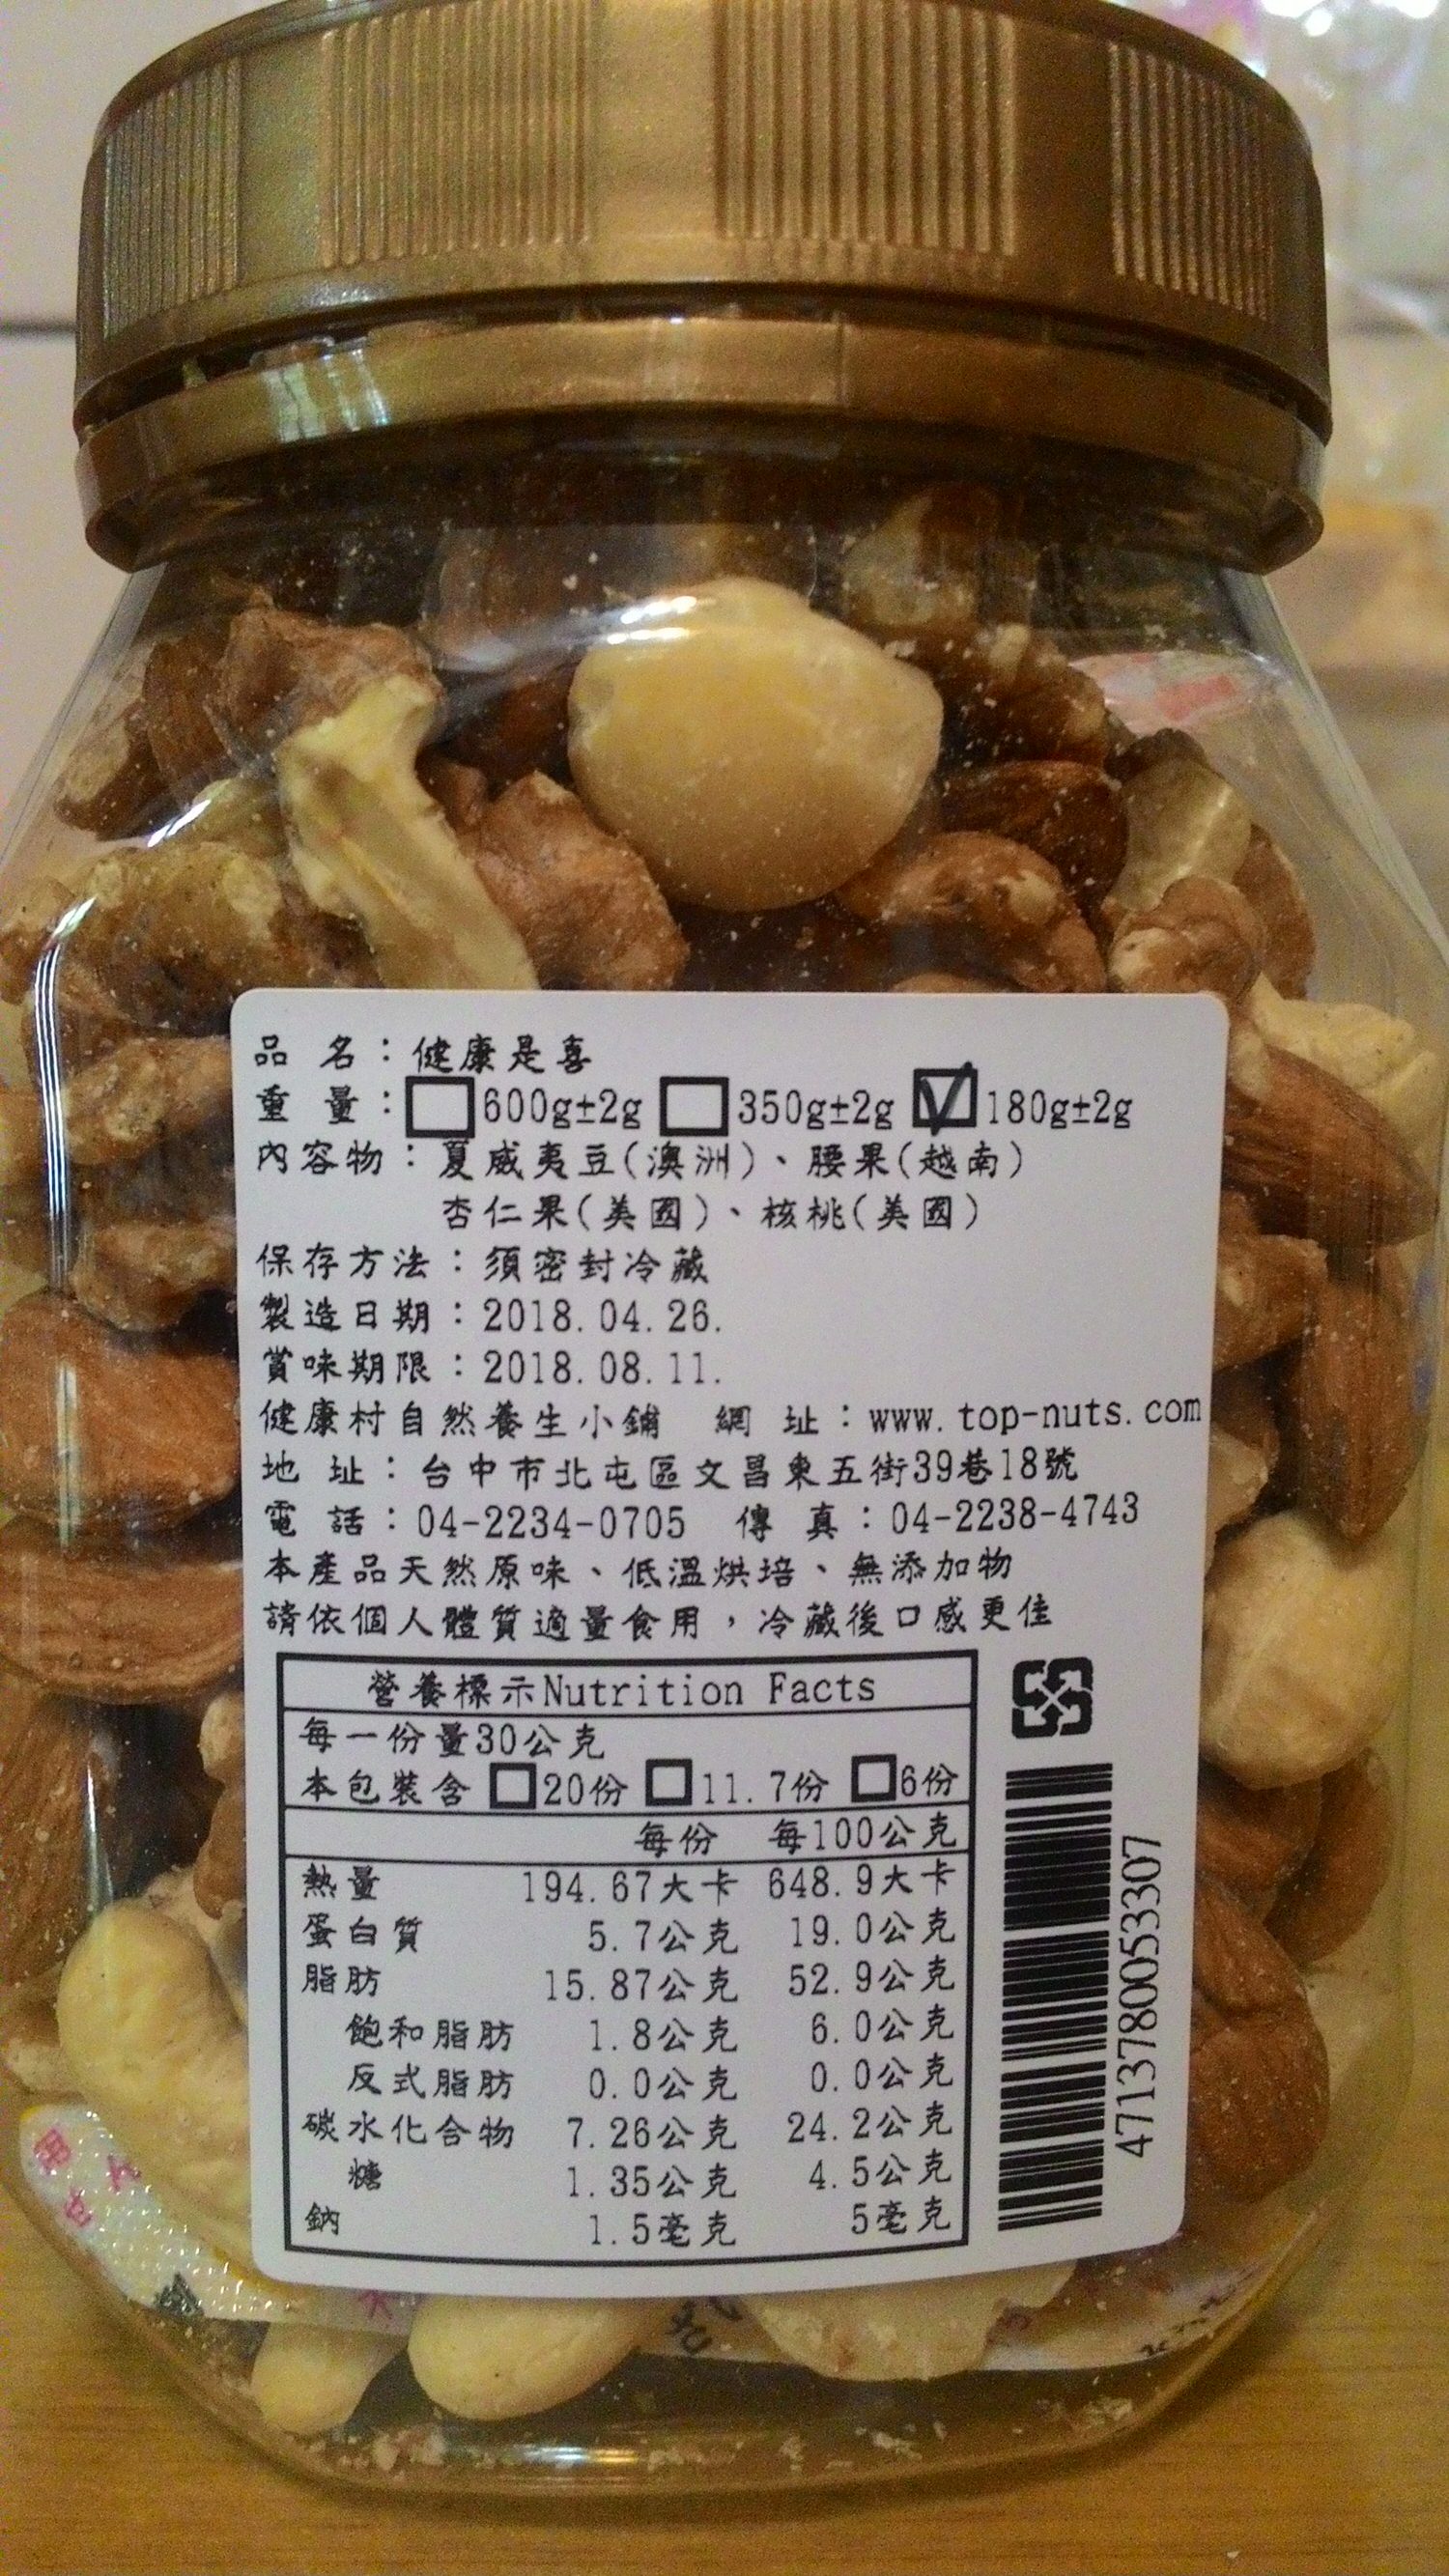 品 名：健康是喜
重 量：□600g±2g □350g±2g ☑180g±2g
內容物：夏威夷豆(澳洲)、腰果(越南)
杏仁果(美國)、核桃(美國)
保存方法：須密封冷藏
製造日期：2018.04.26.
賞味期限：2018.08.11.
健康村自然養生小鋪 網 址：www.top-nuts.com
地 址：台中市北屯區文昌東五街39巷18號
電 話：04-2234-0705 傳 真：04-2238-4743
本產品天然原味、低溫烘培、無添加物
請依個人體質適量食用，冷藏後口感更佳
營養標示Nutrition Facts
每一份量30公克
本包裝含 □20份 □11.7份 □6份
每份 每100公克
熱量 194.67大卡 648.9大卡
蛋白質 5.7公克 19.0公克
脂肪 15.87公克 52.9公克
飽和脂肪 1.8公克 6.0公克
反式脂肪 0.0公克 0.0公克
碳水化合物 7.26公克 24.2公克
糖 1.35公克 4.5公克
鈉 1.5毫克 5毫克
4713780053307